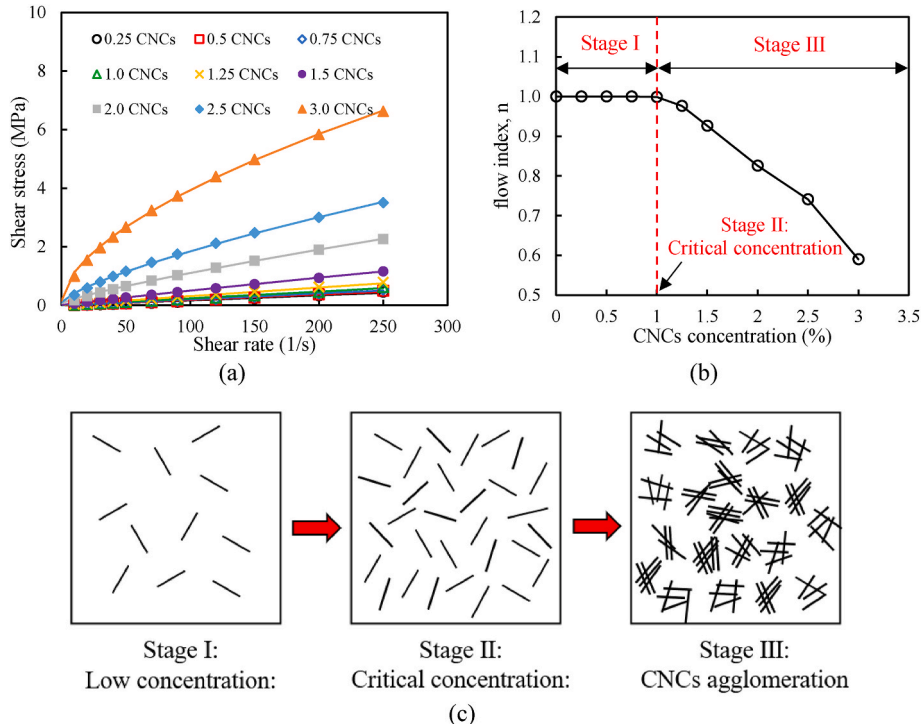 (a)
Shear stress (MPa)
10
8
6
4
2
0
0.25 CNCs 0.5 CNCs 0.75 CNCs
1.0 CNCs 1.25 CNCs 1.5 CNCs
2.0 CNCs 2.5 CNCs 3.0 CNCs
0 50 100 150 200 250 300
Shear rate (1/s)
(a)
flow index, n
1.2
1.1
1.0
0.9
0.8
0.7
0.6
0.5
Stage I Stage III
Stage II:
Critical concentration
0 0.5 1 1.5 2 2.5 3 3.5
CNCs concentration (%)
(b)
Stage I:
Low concentration:
Stage II:
Critical concentration:
Stage III:
CNCs agglomeration
(c)